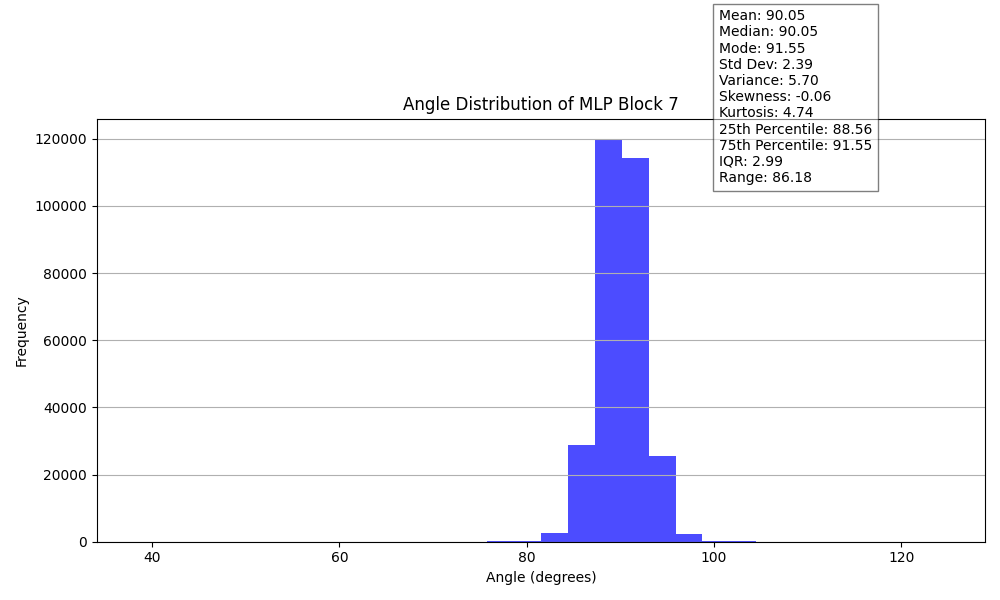 Mean: 90.05
Median: 90.05
Mode: 91.55
Std Dev: 2.39
Variance: 5.70
Skewness: -0.06
Kurtosis: 4.74
25th Percentile: 88.56
75th Percentile: 91.55
IQR: 2.99
Range: 86.18
Angle Distribution of MLP Block 7
120000
100000
80000
60000
40000
20000
0
Frequency
40 60 80 100 120
Angle (degrees)